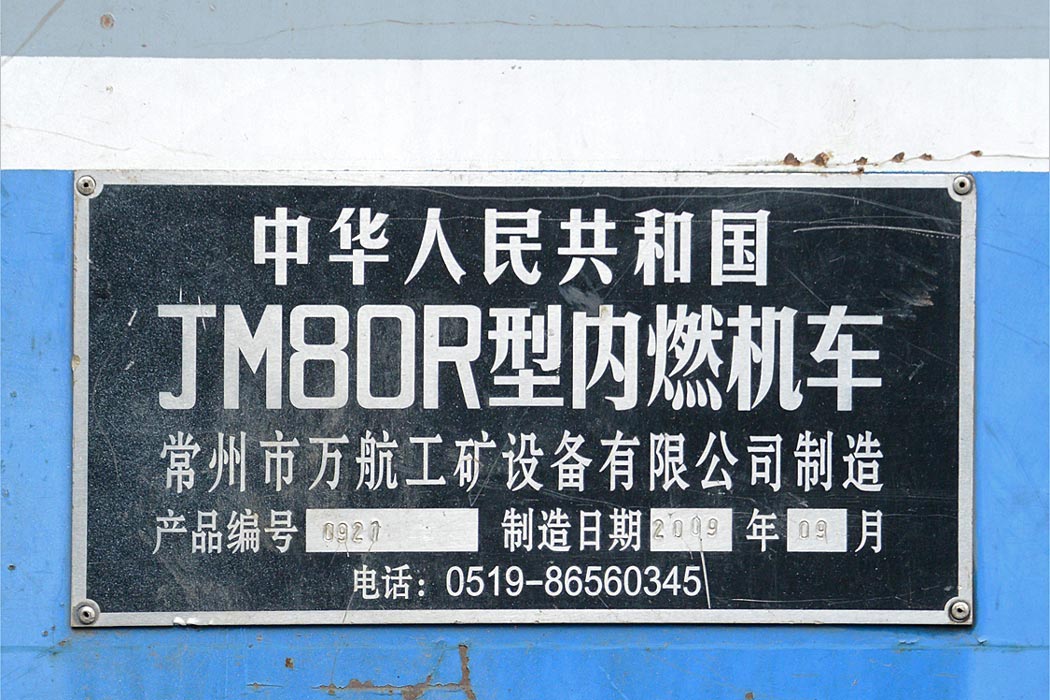 中华人民共和国
JM80R型内燃机车
常州市万航工矿设备有限公司制造
产品编号 0927 制造日期 2009 年 09 月
电话：0519-86560345